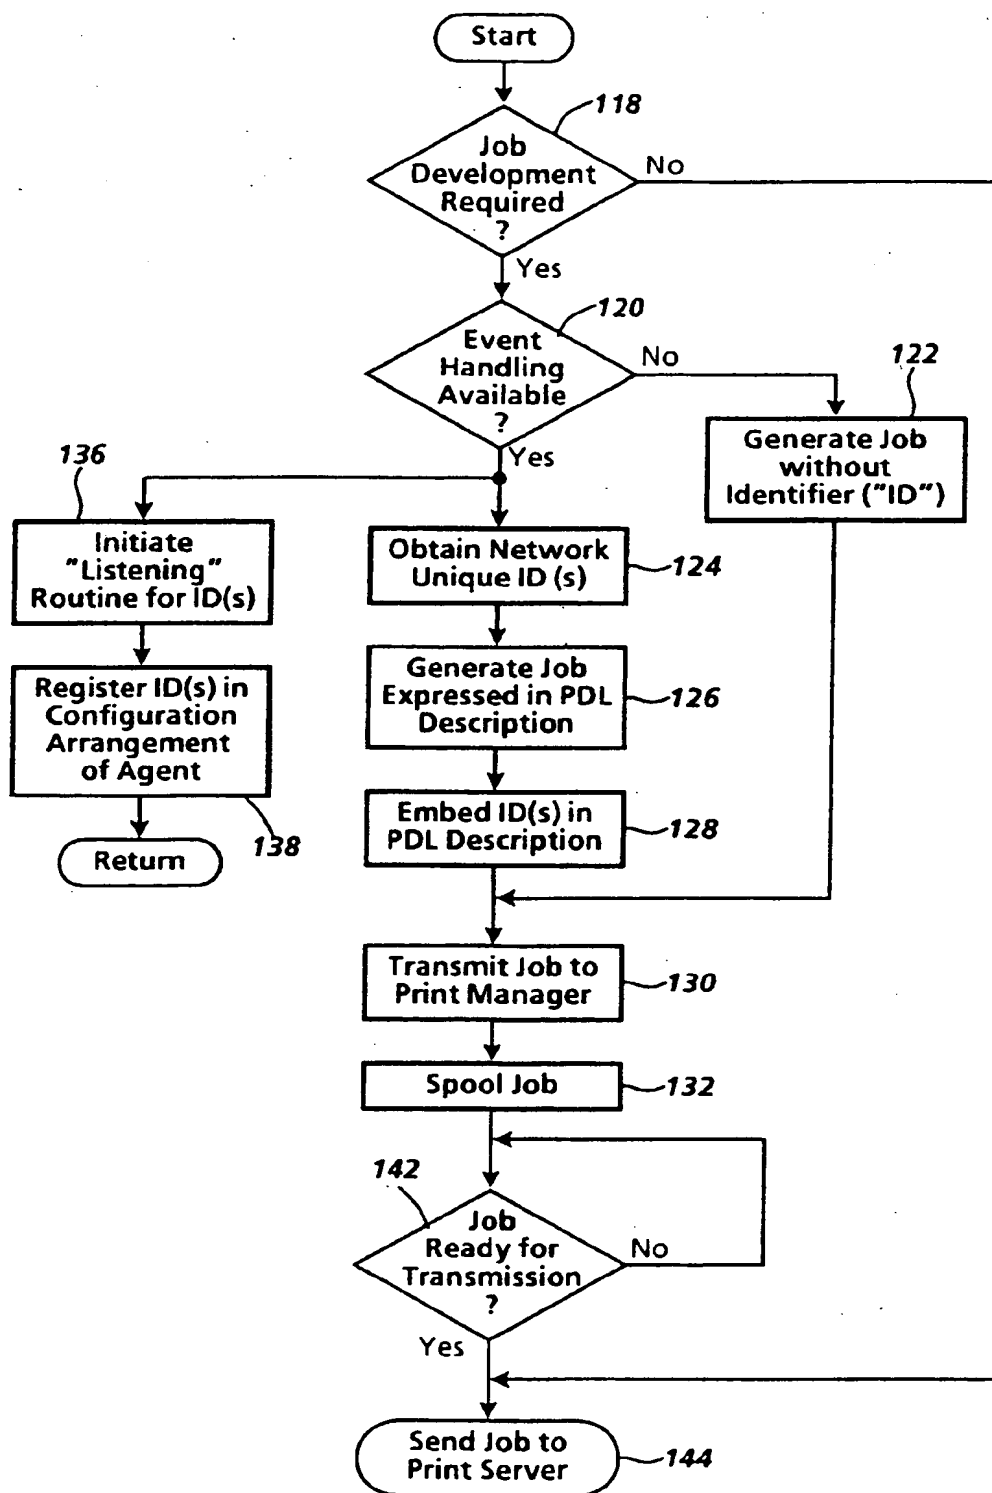 Start
118
Job
Development
Required
?
No
Yes
120
Event
Handling
Available
?
No
Yes
122
Generate Job
without
Identifier ("ID")
136
Initiate
"Listening"
Routine for ID(s)
Obtain Network
Unique ID (s)
124
Register ID(s) in
Configuration
Arrangement
of Agent
138
Return
Generate Job
Expressed in PDL
Description
126
Embed ID(s) in
PDL Description
128
Transmit Job to
Print Manager
130
Spool Job
132
142
Job
Ready for
Transmission
?
No
Yes
Send Job to
Print Server
144